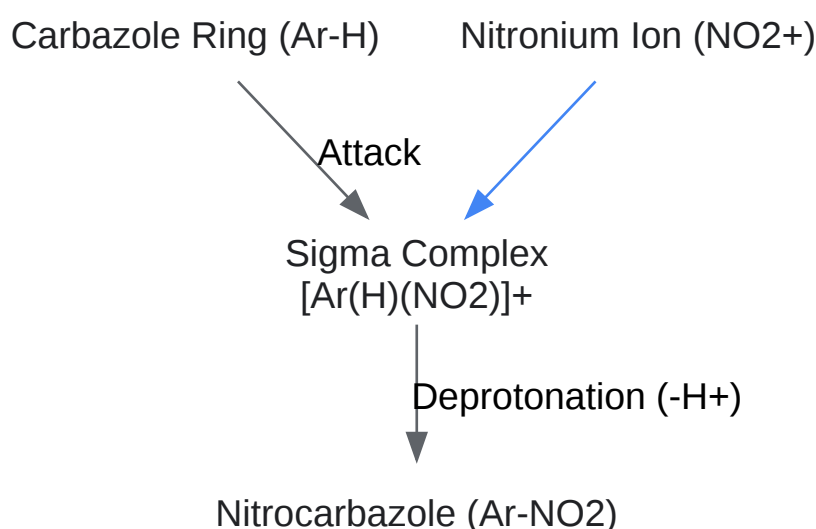 Carbazole Ring (Ar-H)
Nitronium Ion (NO2+)
Attack
Sigma Complex
[Ar(H)(NO2)]+
Deprotonation (-H+)
Nitrocarbazole (Ar-NO2)